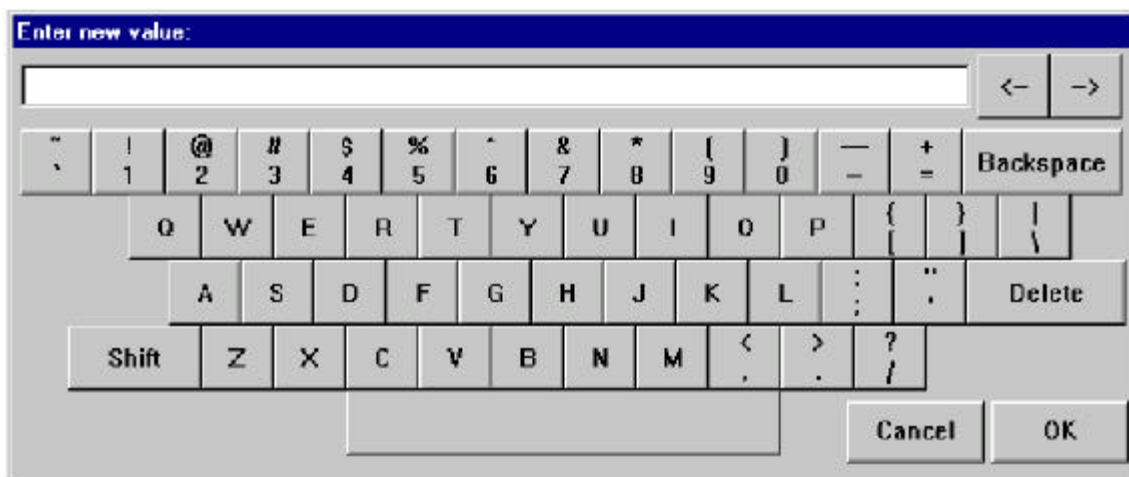 Enter new value:
<- ->
~ ! @ # $ % ^ & * ( ) — + Backspace
` 1 2 3 4 5 6 7 8 9 0 – =
Q W E R T Y U I O P { } |
[ ] \
A S D F G H J K L : " Delete
; '
Shift Z X C V B N M < > ?
, . /
Cancel OK